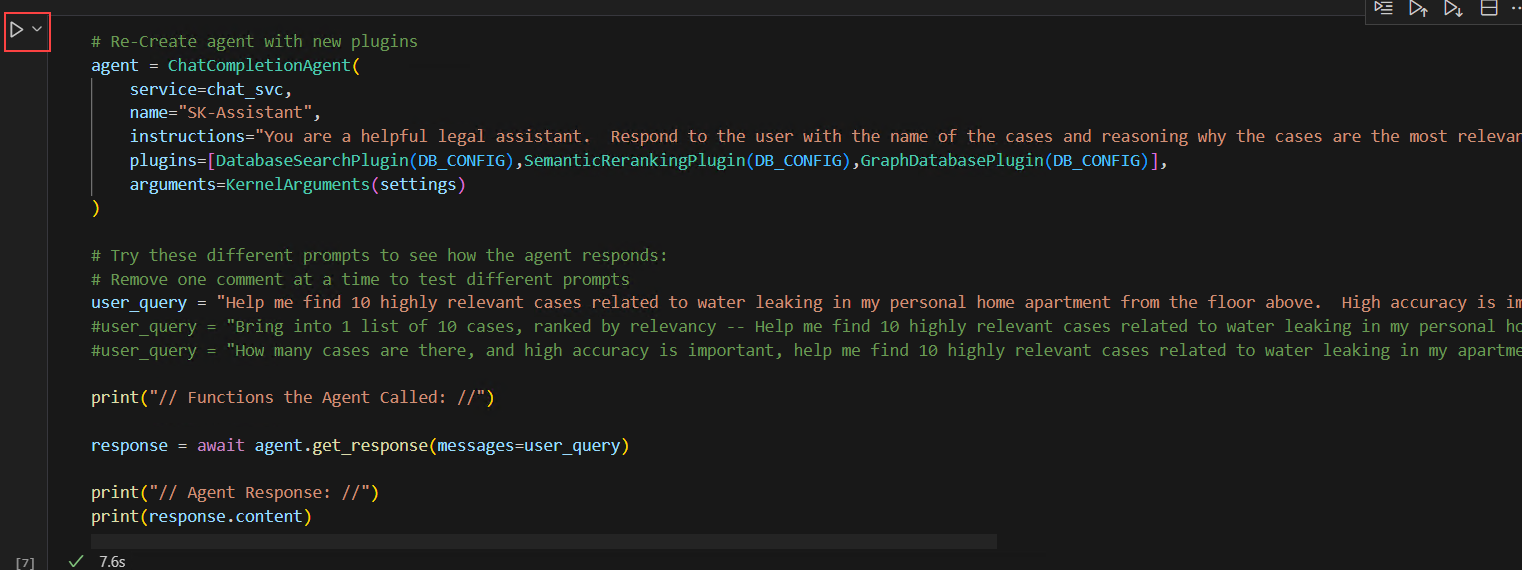 # Re-Create agent with new plugins
agent = ChatCompletionAgent(
    service=chat_svc,
    name="SK-Assistant",
    instructions="You are a helpful legal assistant.  Respond to the user with the name of the cases and reasoning why the cases are the most relevan
    plugins=[DatabaseSearchPlugin(DB_CONFIG),SemanticRerankingPlugin(DB_CONFIG),GraphDatabasePlugin(DB_CONFIG)],
    arguments=KernelArguments(settings)
)
# Try these different prompts to see how the agent responds:
# Remove one comment at a time to test different prompts
user_query = "Help me find 10 highly relevant cases related to water leaking in my personal home apartment from the floor above.  High accuracy is im
#user_query = "Bring into 1 list of 10 cases, ranked by relevancy -- Help me find 10 highly relevant cases related to water leaking in my personal ho
#user_query = "How many cases are there, and high accuracy is important, help me find 10 highly relevant cases related to water leaking in my apartme
print("// Functions the Agent Called: //")
response = await agent.get_response(messages=user_query)
print("// Agent Response: //")
print(response.content)
[7] 7.6s